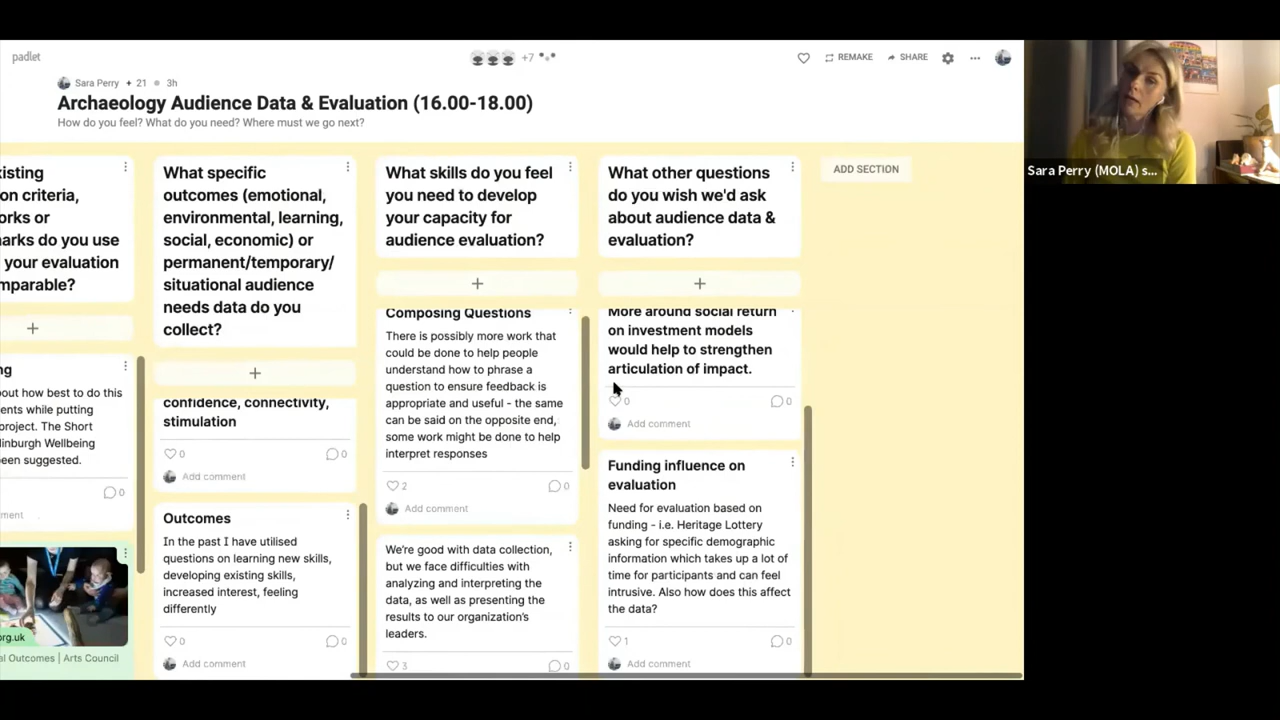 padlet
+7
REMAKE
SHARE
Sara Perry + 21 3h
Archaeology Audience Data & Evaluation (16.00-18.00)
How do you feel? What do you need? Where must we go next?
Sara Perry (MOLA) s...
isting
on criteria,
orks or
narks do you use
your evaluation
mparable?
+
ng
bout how best to do this
ents while putting
project. The Short
dinburgh Wellbeing
been suggested.
0
ment
org.uk
al Outcomes | Arts Council
What specific
outcomes (emotional,
environmental, learning,
social, economic) or
permanent/temporary/
situational audience
needs data do you
collect?
+
confidence, connectivity,
stimulation
0 0
Add comment
Outcomes
In the past I have utilised
questions on learning new skills,
developing existing skills,
increased interest, feeling
differently
0 0
Add comment
What skills do you feel
you need to develop
your capacity for
audience evaluation?
+
Composing Questions
There is possibly more work that
could be done to help people
understand how to phrase a
question to ensure feedback is
appropriate and useful - the same
can be said on the opposite end,
some work might be done to help
interpret responses
2 0
Add comment
We're good with data collection,
but we face difficulties with
analyzing and interpreting the
data, as well as presenting the
results to our organization's
leaders.
3 0
What other questions
do you wish we'd ask
about audience data &
evaluation?
+
More around social return
on investment models
would help to strengthen
articulation of impact.
0 0
Add comment
Funding influence on
evaluation
Need for evaluation based on
funding - i.e. Heritage Lottery
asking for specific demographic
information which takes up a lot of
time for participants and can feel
intrusive. Also how does this affect
the data?
1 0
Add comment
ADD SECTION